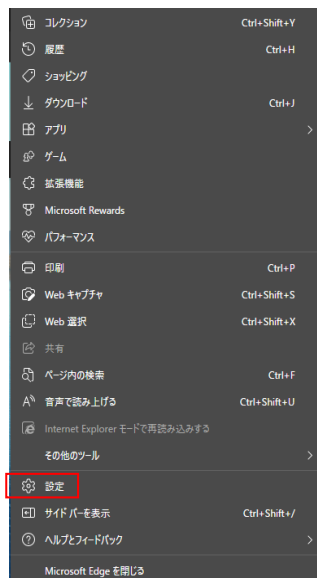 コレクション Ctrl+Shift+Y
履歴 Ctrl+H
ショッピング
ダウンロード Ctrl+J
アプリ
ゲーム
拡張機能
Microsoft Rewards
パフォーマンス
印刷 Ctrl+P
Web キャプチャ Ctrl+Shift+S
Web 選択 Ctrl+Shift+X
共有
ページ内の検索 Ctrl+F
音声で読み上げる Ctrl+Shift+U
Internet Explorer モードで再読み込みする
その他のツール
設定
サイド バーを表示 Ctrl+Shift+/
ヘルプとフィードバック
Microsoft Edge を閉じる